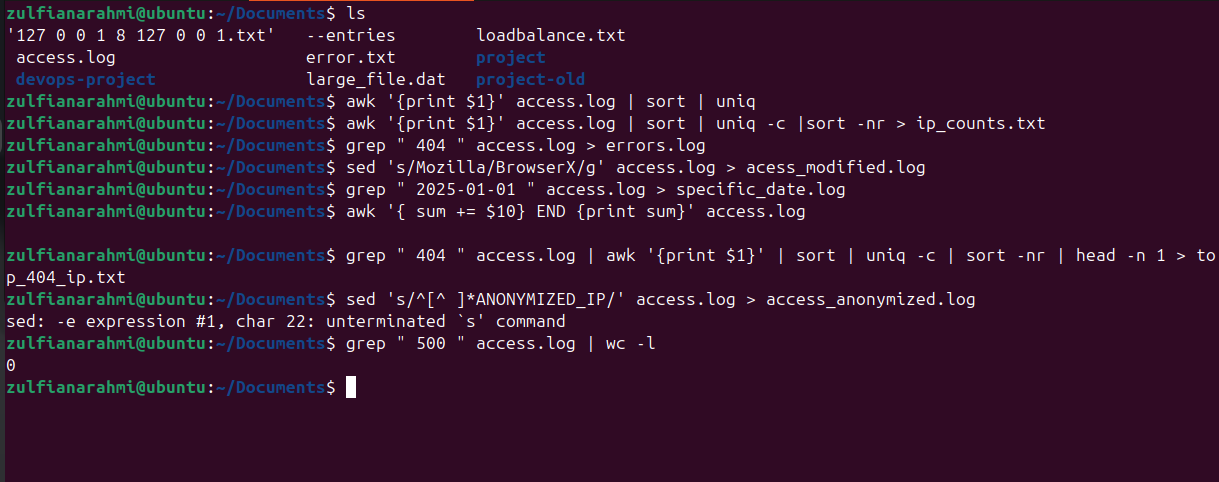 zulfianarahmi@ubuntu:~/Documents$ ls
'127 0 0 1 8 127 0 0 1.txt'   --entries        loadbalance.txt
 access.log                    error.txt        project
 devops-project                large_file.dat   project-old
zulfianarahmi@ubuntu:~/Documents$ awk '{print $1}' access.log | sort | uniq
zulfianarahmi@ubuntu:~/Documents$ awk '{print $1}' access.log | sort | uniq -c |sort -nr > ip_counts.txt
zulfianarahmi@ubuntu:~/Documents$ grep " 404 " access.log > errors.log
zulfianarahmi@ubuntu:~/Documents$ sed 's/Mozilla/BrowserX/g' access.log > acess_modified.log
zulfianarahmi@ubuntu:~/Documents$ grep " 2025-01-01 " access.log > specific_date.log
zulfianarahmi@ubuntu:~/Documents$ awk '{ sum += $10} END {print sum}' access.log

zulfianarahmi@ubuntu:~/Documents$ grep " 404 " access.log | awk '{print $1}' | sort | uniq -c | sort -nr | head -n 1 > to
p_404_ip.txt
zulfianarahmi@ubuntu:~/Documents$ sed 's/^[^ ]*ANONYMIZED_IP/' access.log > access_anonymized.log
sed: -e expression #1, char 22: unterminated `s' command
zulfianarahmi@ubuntu:~/Documents$ grep " 500 " access.log | wc -l
0
zulfianarahmi@ubuntu:~/Documents$